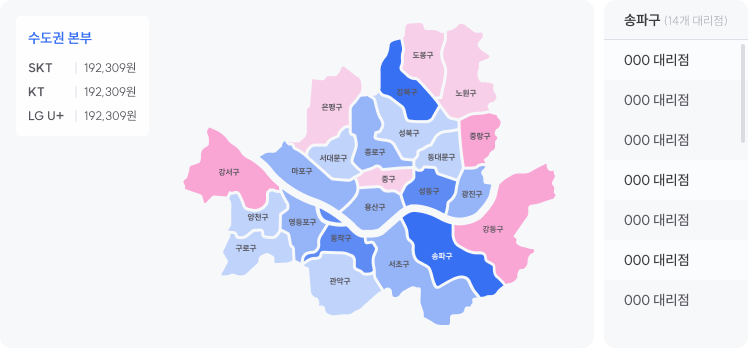 수도권 본부
SKT 192,309원
KT 192,309원
LG U+ 192,309원
도봉구
강북구
노원구
은평구
성북구
중랑구
종로구
서대문구
동대문구
강서구
마포구
중구
성동구
광진구
용산구
양천구
영등포구
강동구
동작구
구로구
송파구
서초구
관악구
송파구 (14개 대리점)
000 대리점
000 대리점
000 대리점
000 대리점
000 대리점
000 대리점
000 대리점